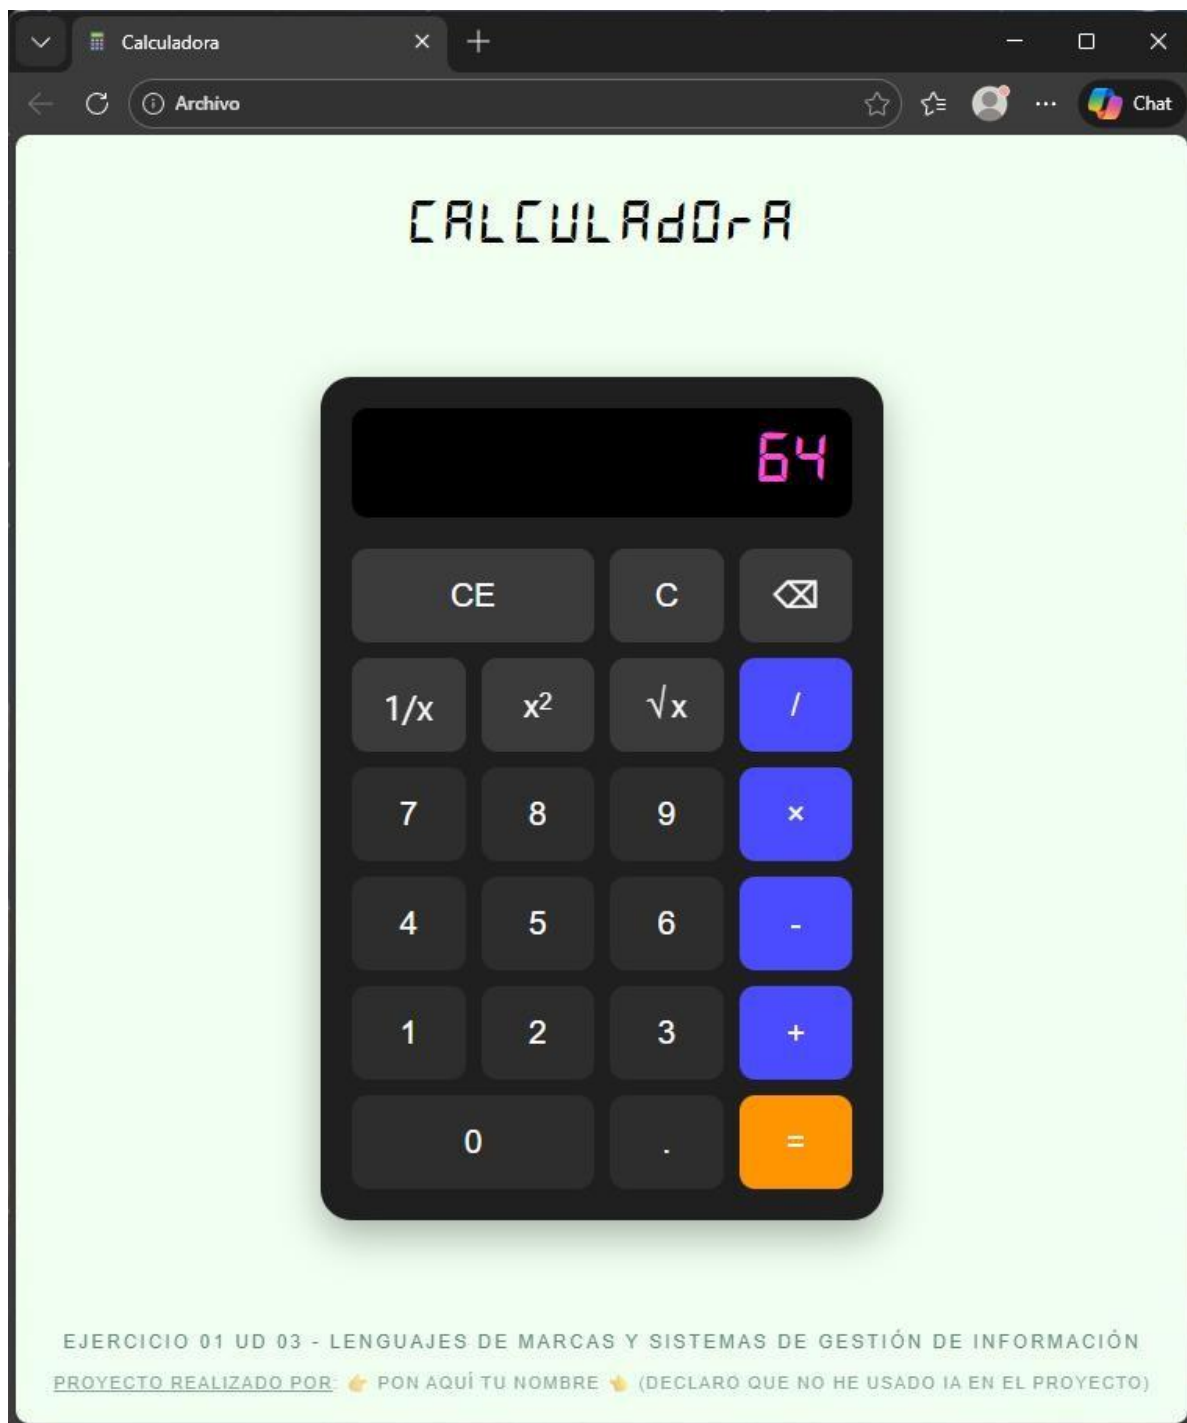 Calculadora
Archivo
Chat
CALCULAdOrA
64
CE C
1/x x² √x /
7 8 9 ×
4 5 6 -
1 2 3 +
0 . =
EJERCICIO 01 UD 03 - LENGUAJES DE MARCAS Y SISTEMAS DE GESTIÓN DE INFORMACIÓN
PROYECTO REALIZADO POR: 👉 PON AQUÍ TU NOMBRE 👈 (DECLARO QUE NO HE USADO IA EN EL PROYECTO)